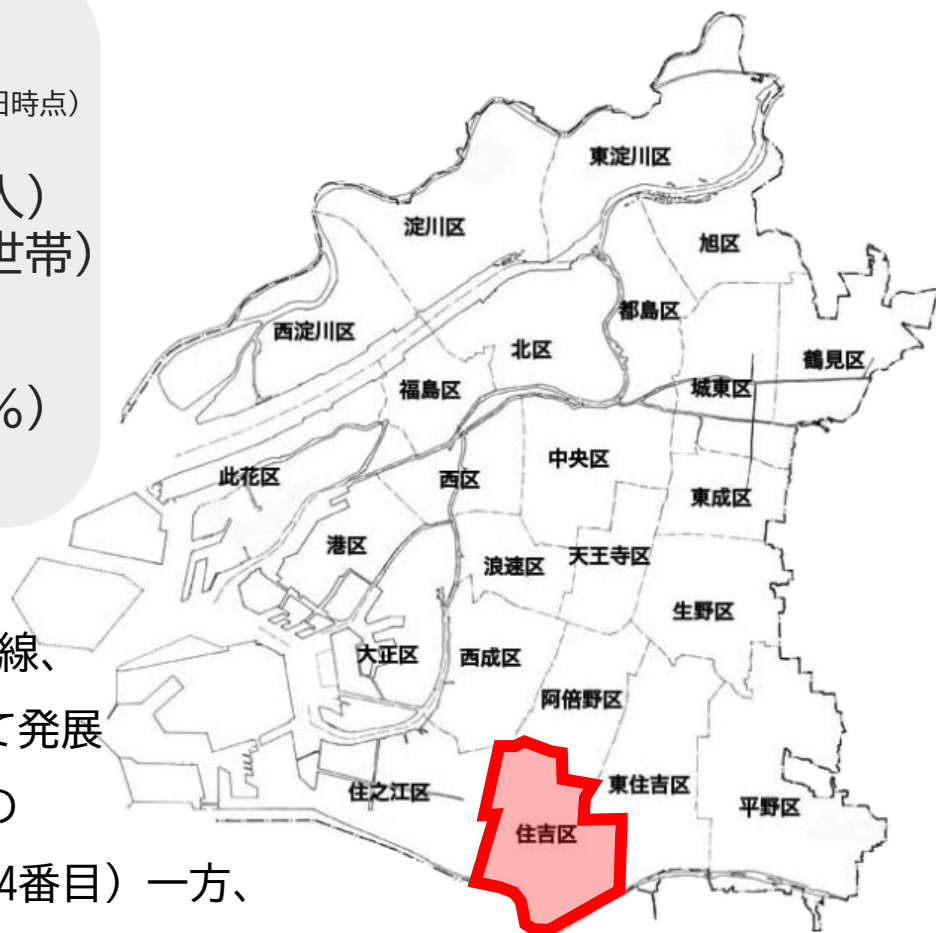 日時点）
人）
世帯）
％）
東淀川区
淀川区
旭区
都島区
西淀川区
北区
鶴見区
福島区
城東区
中央区
此花区
西区
東成区
港区
浪速区
天王寺区
生野区
線、
大正区
西成区
阿倍野区
て発展
東住吉区
住之江区
平野区
の
住吉区
4番目）一方、